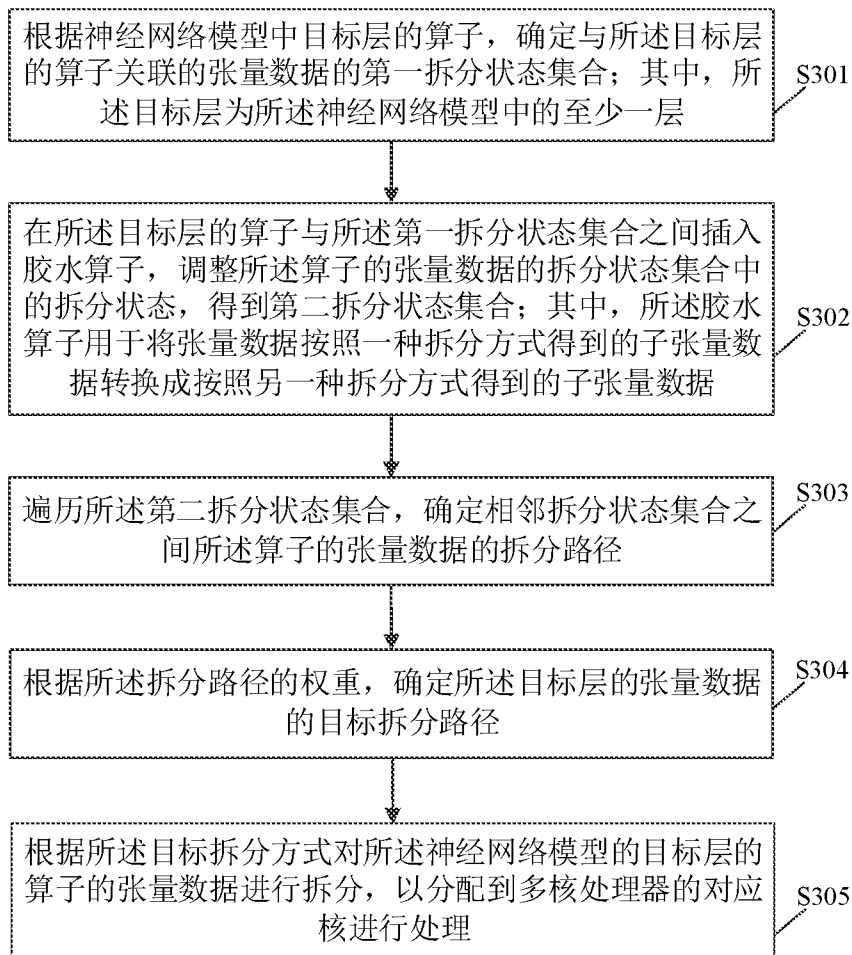 根据神经网络模型中目标层的算子，确定与所述目标层
的算子关联的张量数据的第一拆分状态集合；其中，所
述目标层为所述神经网络模型中的至少一层
S301
在所述目标层的算子与所述第一拆分状态集合之间插入
胶水算子，调整所述算子的张量数据的拆分状态集合中
的拆分状态，得到第二拆分状态集合；其中，所述胶水
算子用于将张量数据按照一种拆分方式得到的子张量数
据转换成按照另一种拆分方式得到的子张量数据
S302
遍历所述第二拆分状态集合，确定相邻拆分状态集合之
间所述算子的张量数据的拆分路径
S303
根据所述拆分路径的权重，确定所述目标层的张量数据
的目标拆分路径
S304
根据所述目标拆分方式对所述神经网络模型的目标层的
算子的张量数据进行拆分，以分配到多核处理器的对应
核进行处理
S305